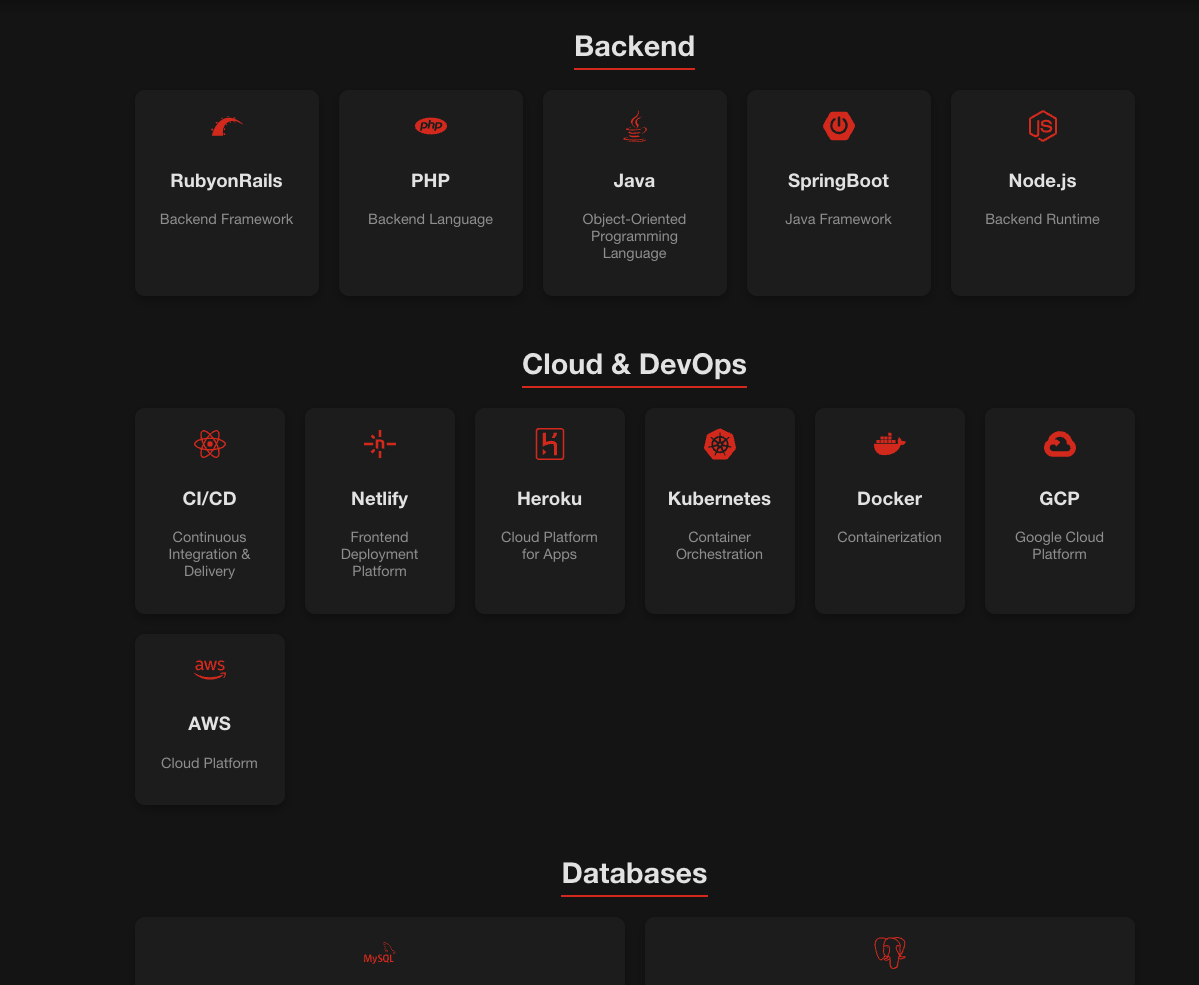 Backend
php
JS
RubyonRails
PHP
Java
SpringBoot
Node.js
Backend Framework
Backend Language
Object-Oriented
Programming
Language
Java Framework
Backend Runtime
Cloud & DevOps
n
CI/CD
Netlify
Heroku
Kubernetes
Docker
GCP
Continuous
Integration &
Delivery
Frontend
Deployment
Platform
Cloud Platform
for Apps
Container
Orchestration
Containerization
Google Cloud
Platform
aws
AWS
Cloud Platform
Databases
MySQL